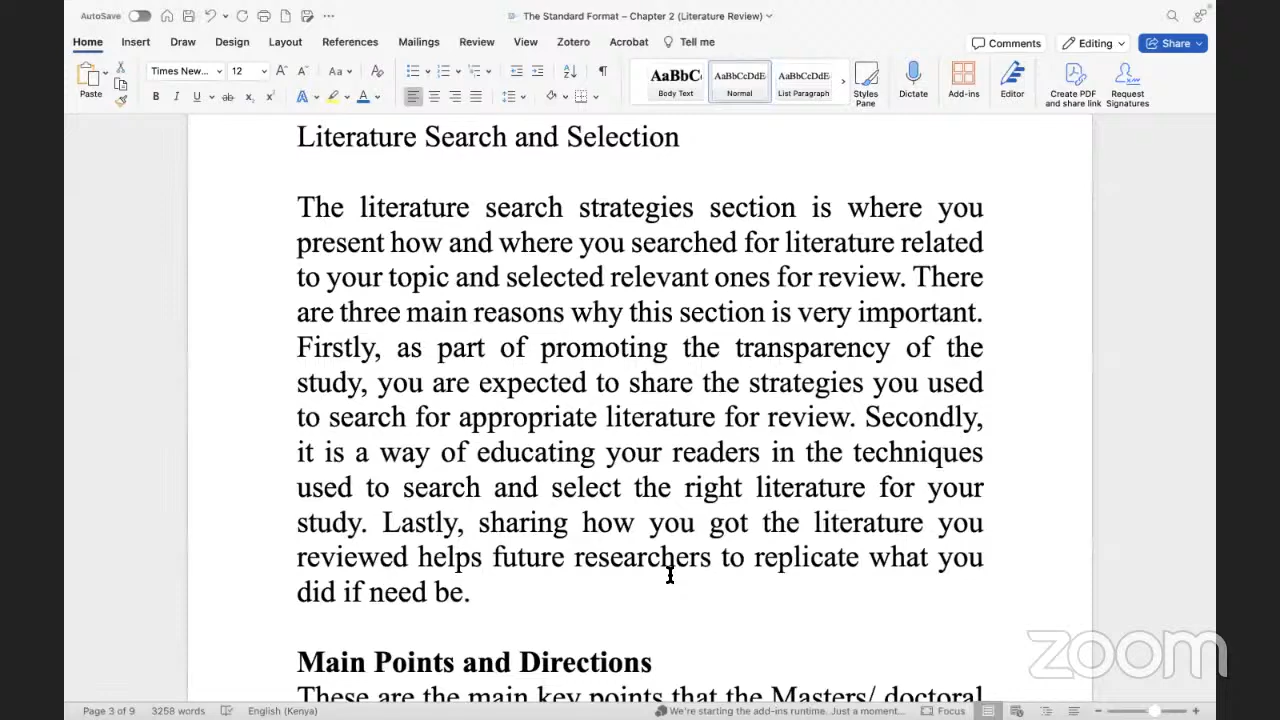 AutoSave
The Standard Format – Chapter 2 (Literature Review)
Home Insert Draw Design Layout References Mailings Review View Zotero Acrobat Tell me
Comments Editing Share
Paste
Times New... 12
AaBbC AaBbCcDdE AaBbCcDdE
Body Text Normal List Paragraph
Styles Pane
Dictate
Add-ins
Editor
Create PDF and share link
Request Signatures
Literature Search and Selection
The literature search strategies section is where you
present how and where you searched for literature related
to your topic and selected relevant ones for review. There
are three main reasons why this section is very important.
Firstly, as part of promoting the transparency of the
study, you are expected to share the strategies you used
to search for appropriate literature for review. Secondly,
it is a way of educating your readers in the techniques
used to search and select the right literature for your
study. Lastly, sharing how you got the literature you
reviewed helps future researchers to replicate what you
did if need be.
Main Points and Directions
These are the main key points that the Masters/ doctoral
zoom
Page 3 of 9 3258 words English (Kenya) We're starting the add-ins runtime. Just a moment... Focus